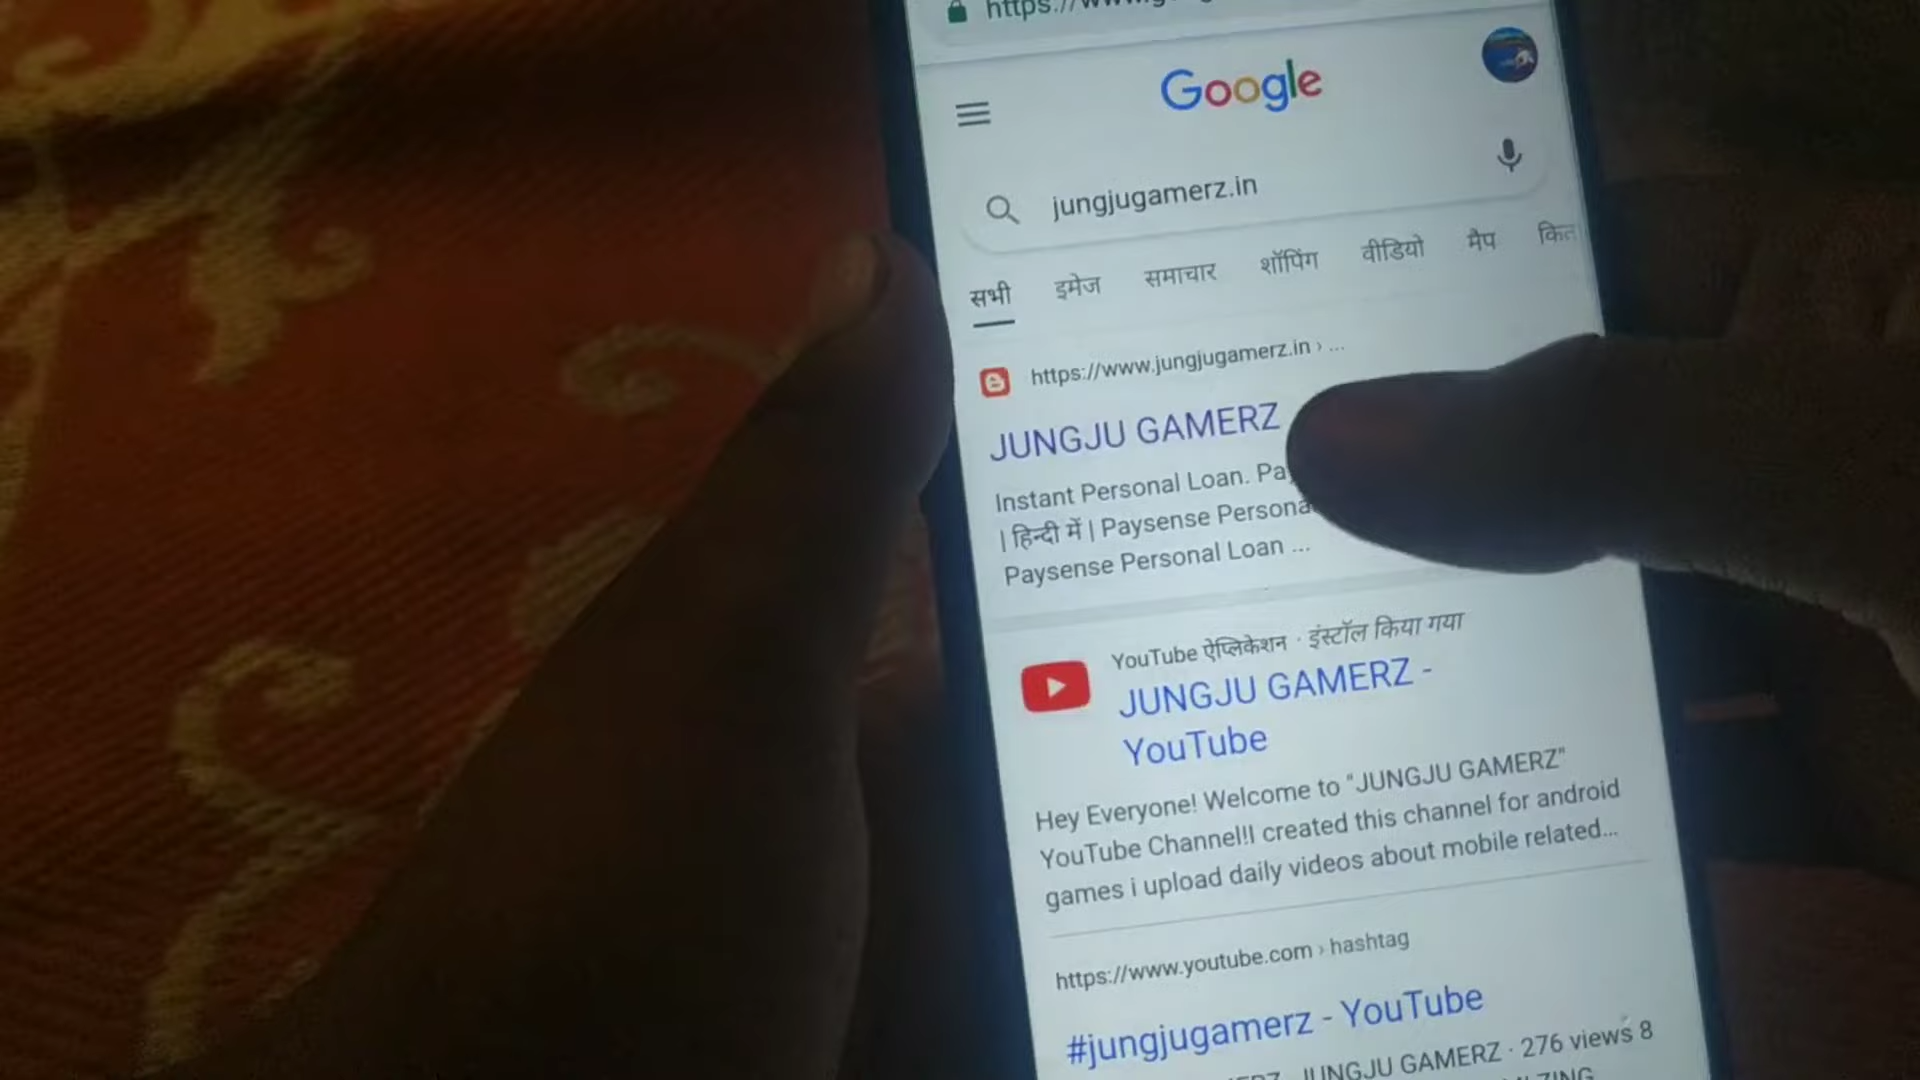 Google
jungjugamerz.in
सभी इमेज समाचार शॉपिंग वीडियो मैप
https://www.jungjugamerz.in › ...
JUNGJU GAMERZ
Instant Personal Loan.
| हिन्दी में | Paysense
Paysense Personal Loan ...
YouTube ऐप्लिकेशन · इंस्टॉल किया गया
JUNGJU GAMERZ -
YouTube
Hey Everyone! Welcome to "JUNGJU GAMERZ"
YouTube Channel!I created this channel for android
games i upload daily videos about mobile related...
https://www.youtube.com › hashtag
#jungjugamerz - YouTube
JUNGJU GAMERZ · 276 views 8